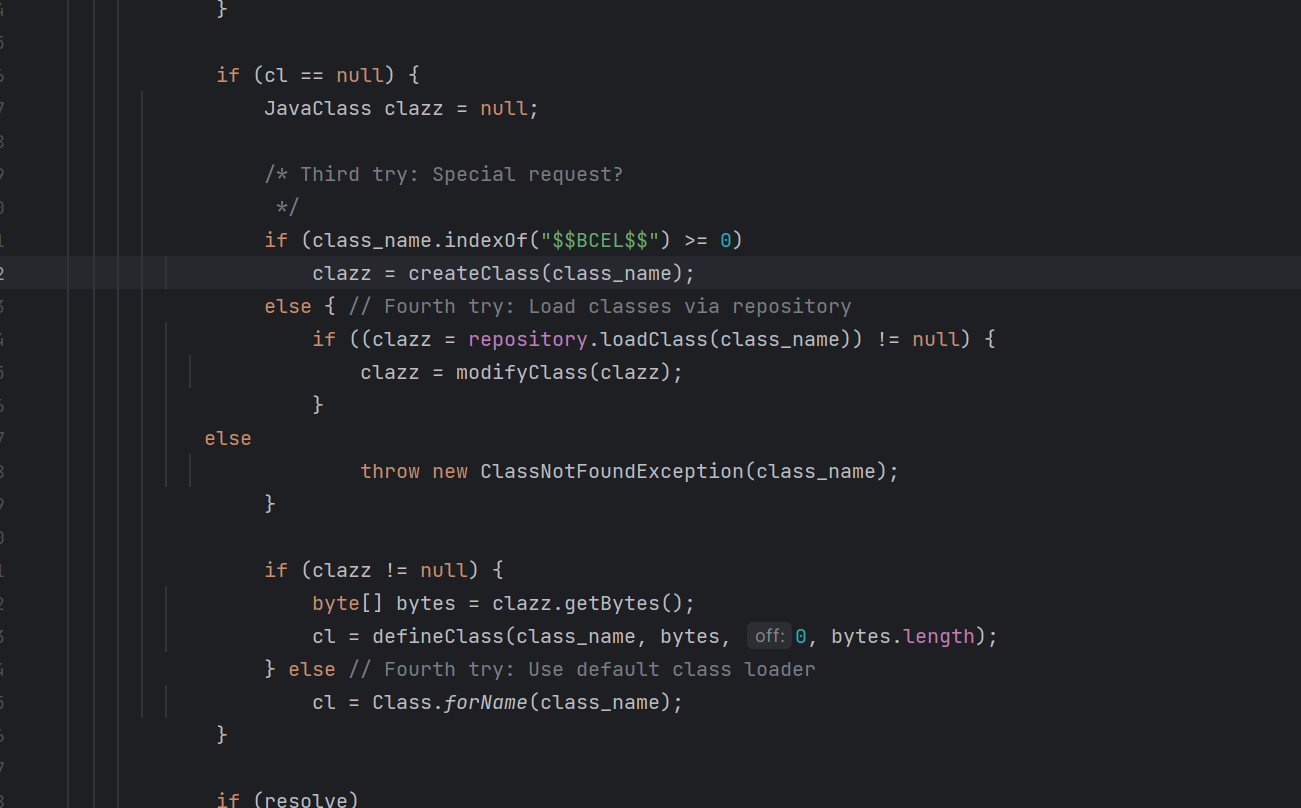 }
if (cl == null) {
JavaClass clazz = null;
/* Third try: Special request?
*/
if (class_name.indexOf("$$BCEL$$") >= 0)
clazz = createClass(class_name);
else { // Fourth try: Load classes via repository
if ((clazz = repository.loadClass(class_name)) != null) {
clazz = modifyClass(clazz);
}
else
throw new ClassNotFoundException(class_name);
}
if (clazz != null) {
byte[] bytes = clazz.getBytes();
cl = defineClass(class_name, bytes, off: 0, bytes.length);
} else // Fourth try: Use default class loader
cl = Class.forName(class_name);
}
if (resolve)